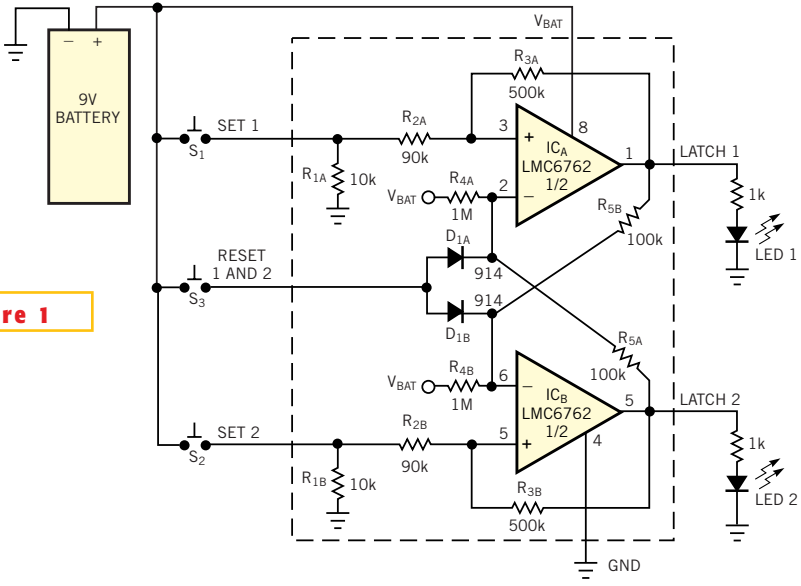 VBAT
− +
9V
BATTERY
S1
SET 1
R1A
10k
R2A
90k
R3A
500k
3
+
8
ICA
LMC6762
1/2
1
LATCH 1
2
−
VBAT
R4A
1M
R5B
100k
1k
LED 1
D1A
914
RESET
1 AND 2
S3
914
D1B
re 1
R5A
100k
VBAT
R4B
1M
6
−
ICB
LMC6762
1/2
5
LATCH 2
S2
SET 2
R2B
90k
5
+
4
R1B
10k
R3B
500k
1k
LED 2
GND